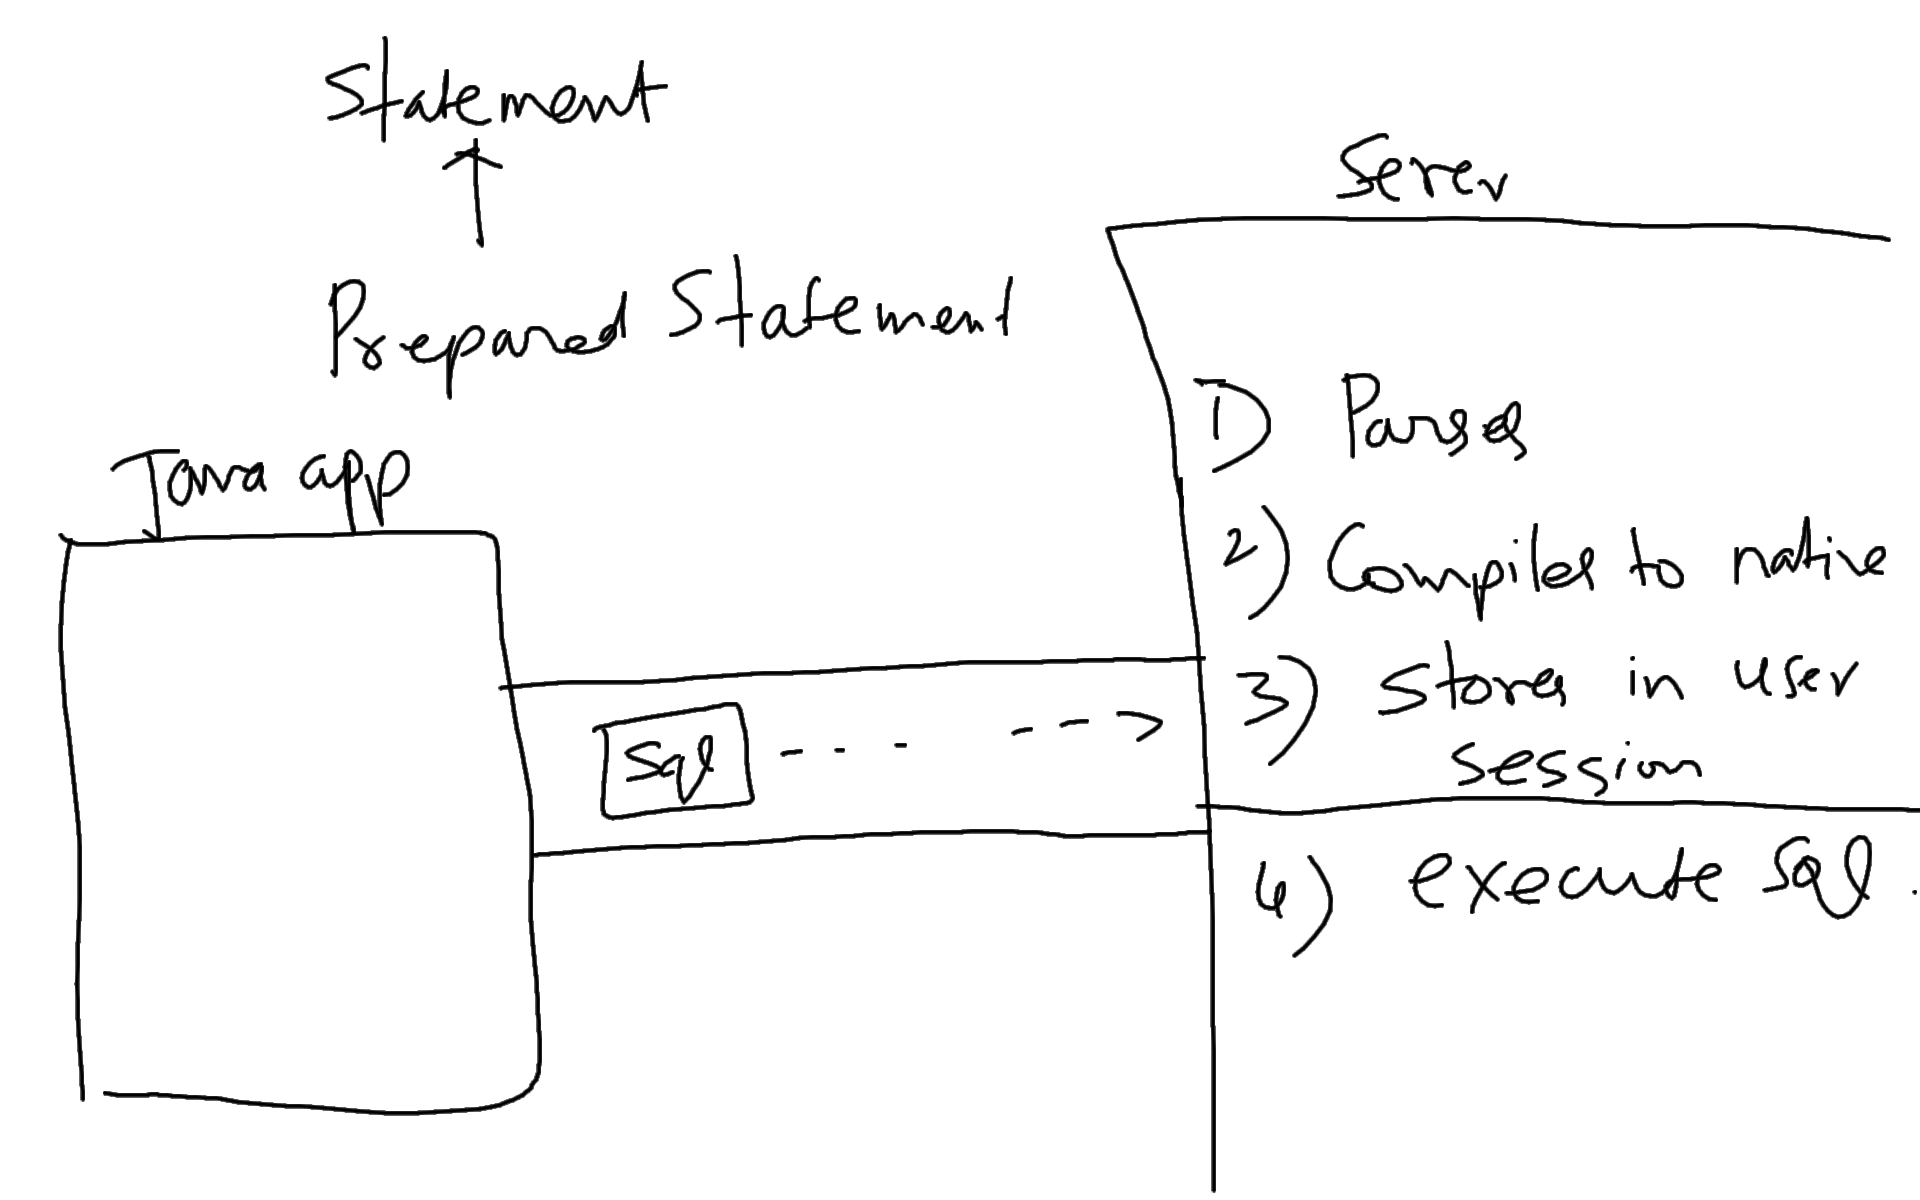 Statement
Prepared Statement
Java app
Sql
Serer
1) Parses
2) Compiles to native
3) Stores in user
session
4) execute Sql.